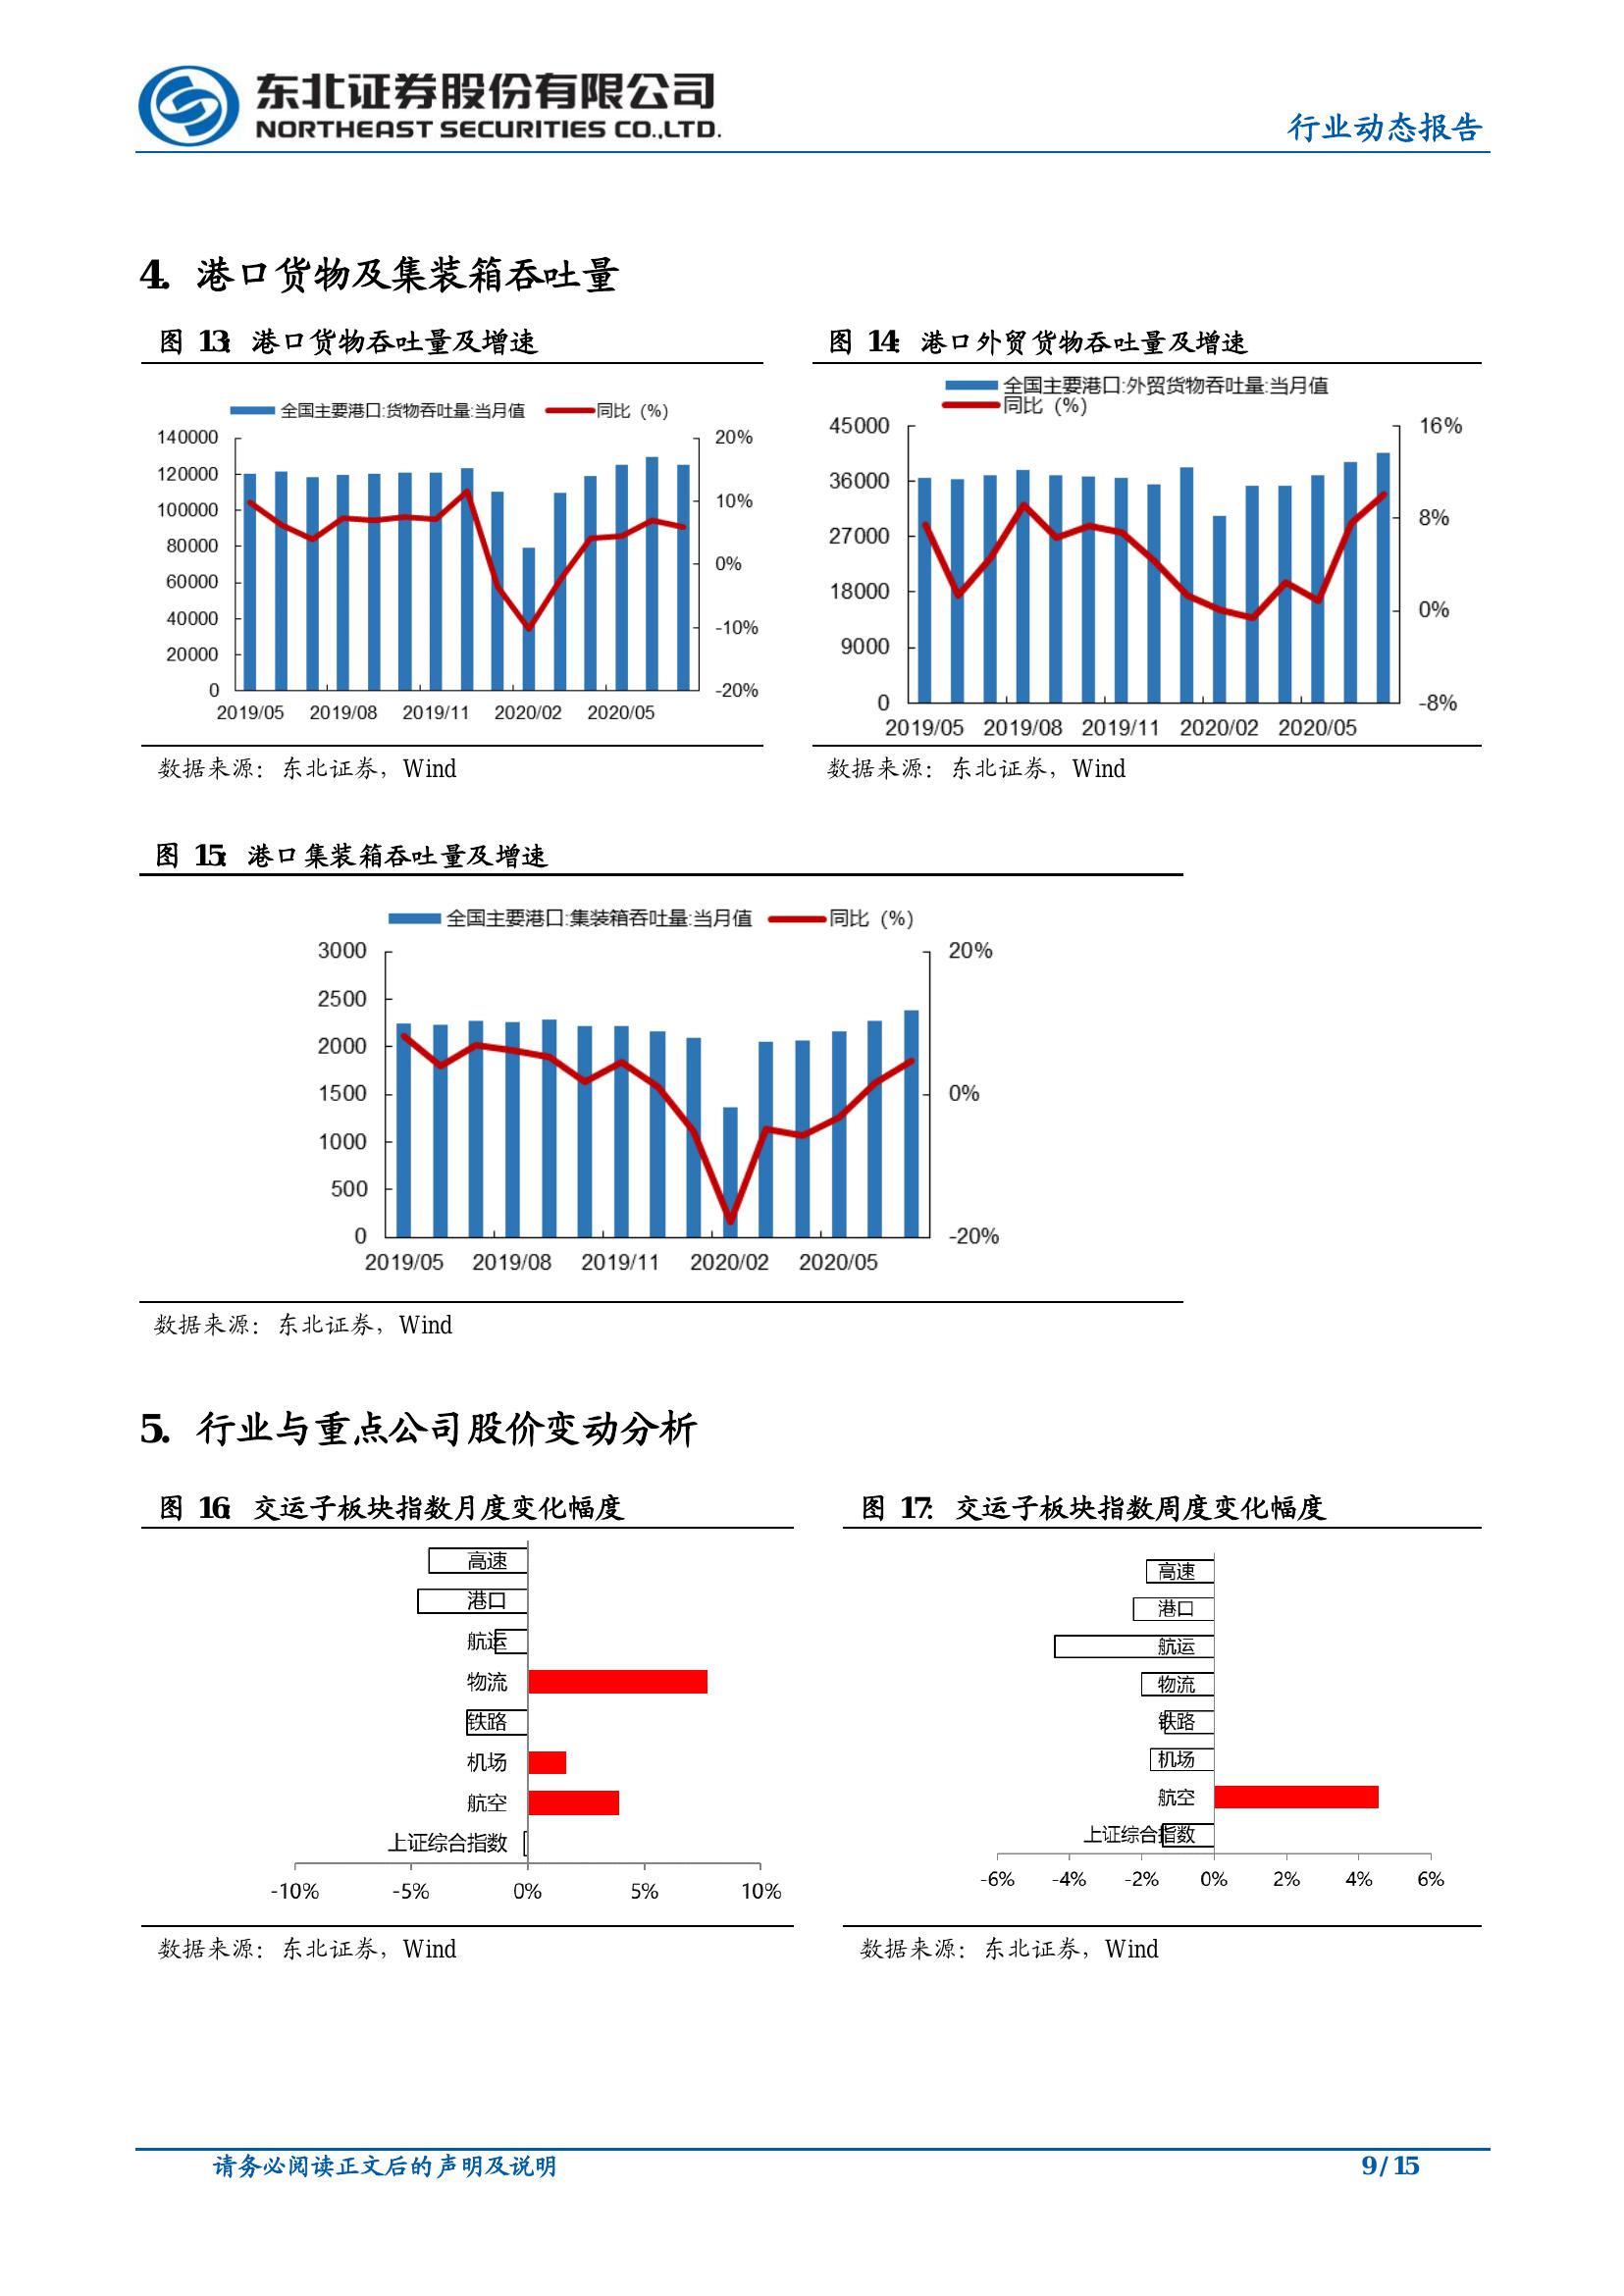 东北证券股份有限公司
NORTHEAST SECURITIES CO.,LTD.
行业动态报告
4. 港口货物及集装箱吞吐量
图 13: 港口货物吞吐量及增速
全国主要港口:货物吞吐量:当月值 同比 (%)
140000
120000
100000
80000
60000
40000
20000
0
20%
10%
0%
-10%
-20%
2019/05 2019/08 2019/11 2020/02 2020/05
数据来源：东北证券，Wind
图 14: 港口外贸货物吞吐量及增速
全国主要港口:外贸货物吞吐量:当月值
同比 (%)
45000
36000
27000
18000
9000
0
16%
8%
0%
-8%
2019/05 2019/08 2019/11 2020/02 2020/05
数据来源：东北证券，Wind
图 15: 港口集装箱吞吐量及增速
全国主要港口:集装箱吞吐量:当月值 同比 (%)
3000
2500
2000
1500
1000
500
0
20%
0%
-20%
2019/05 2019/08 2019/11 2020/02 2020/05
数据来源：东北证券，Wind
5. 行业与重点公司股价变动分析
图 16: 交运子板块指数月度变化幅度
高速
港口
航运
物流
铁路
机场
航空
上证综合指数
-10% -5% 0% 5% 10%
数据来源：东北证券，Wind
图 17: 交运子板块指数周度变化幅度
高速
港口
航运
物流
铁路
机场
航空
上证综合指数
-6% -4% -2% 0% 2% 4% 6%
数据来源：东北证券，Wind
请务必阅读正文后的声明及说明
9 / 15